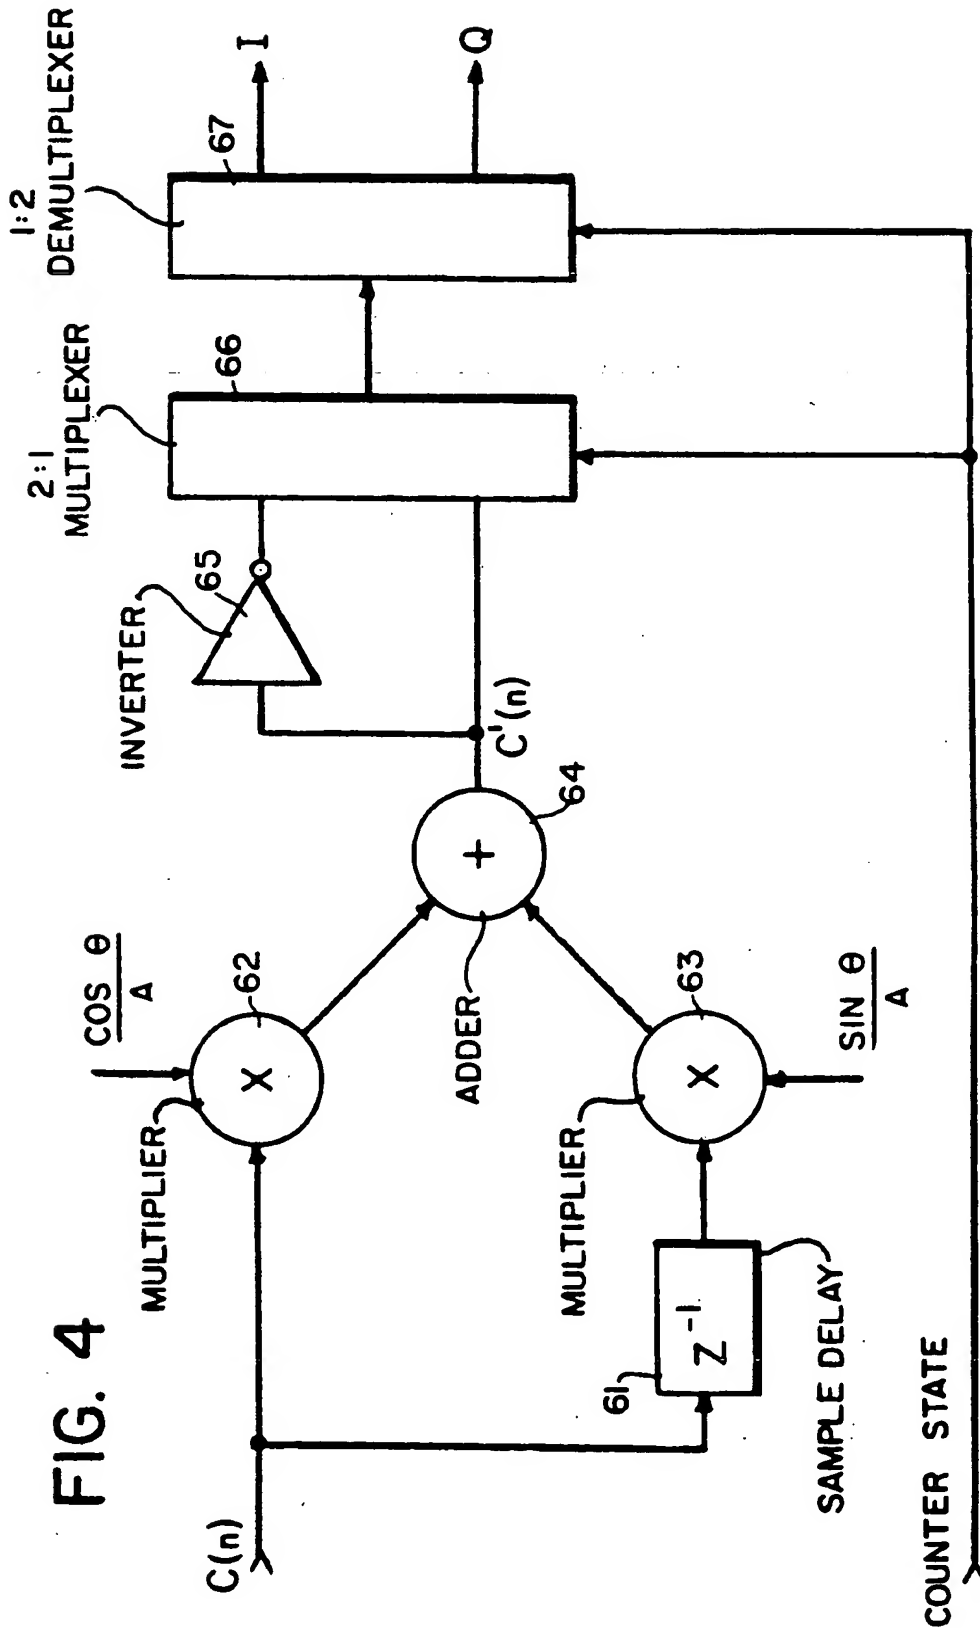 FIG. 4
C(n)
COS θ
A
MULTIPLIER
62
X
61
Z-1
SAMPLE DELAY
MULTIPLIER
63
X
SIN θ
A
ADDER
64
+
C'(n)
INVERTER
65
2:1
MULTIPLEXER
66
1:2
DEMULTIPLEXER
67
I
Q
COUNTER STATE